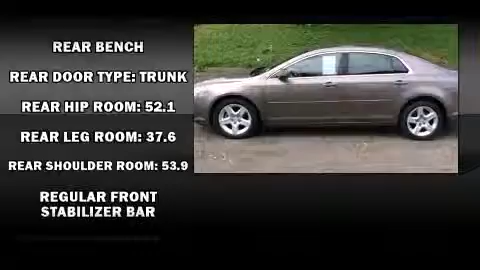 REAR BENCH
REAR DOOR TYPE: TRUNK
REAR HIP ROOM: 52.1
REAR LEG ROOM: 37.6
REAR SHOULDER ROOM: 53.9
REGULAR FRONT
STABILIZER BAR